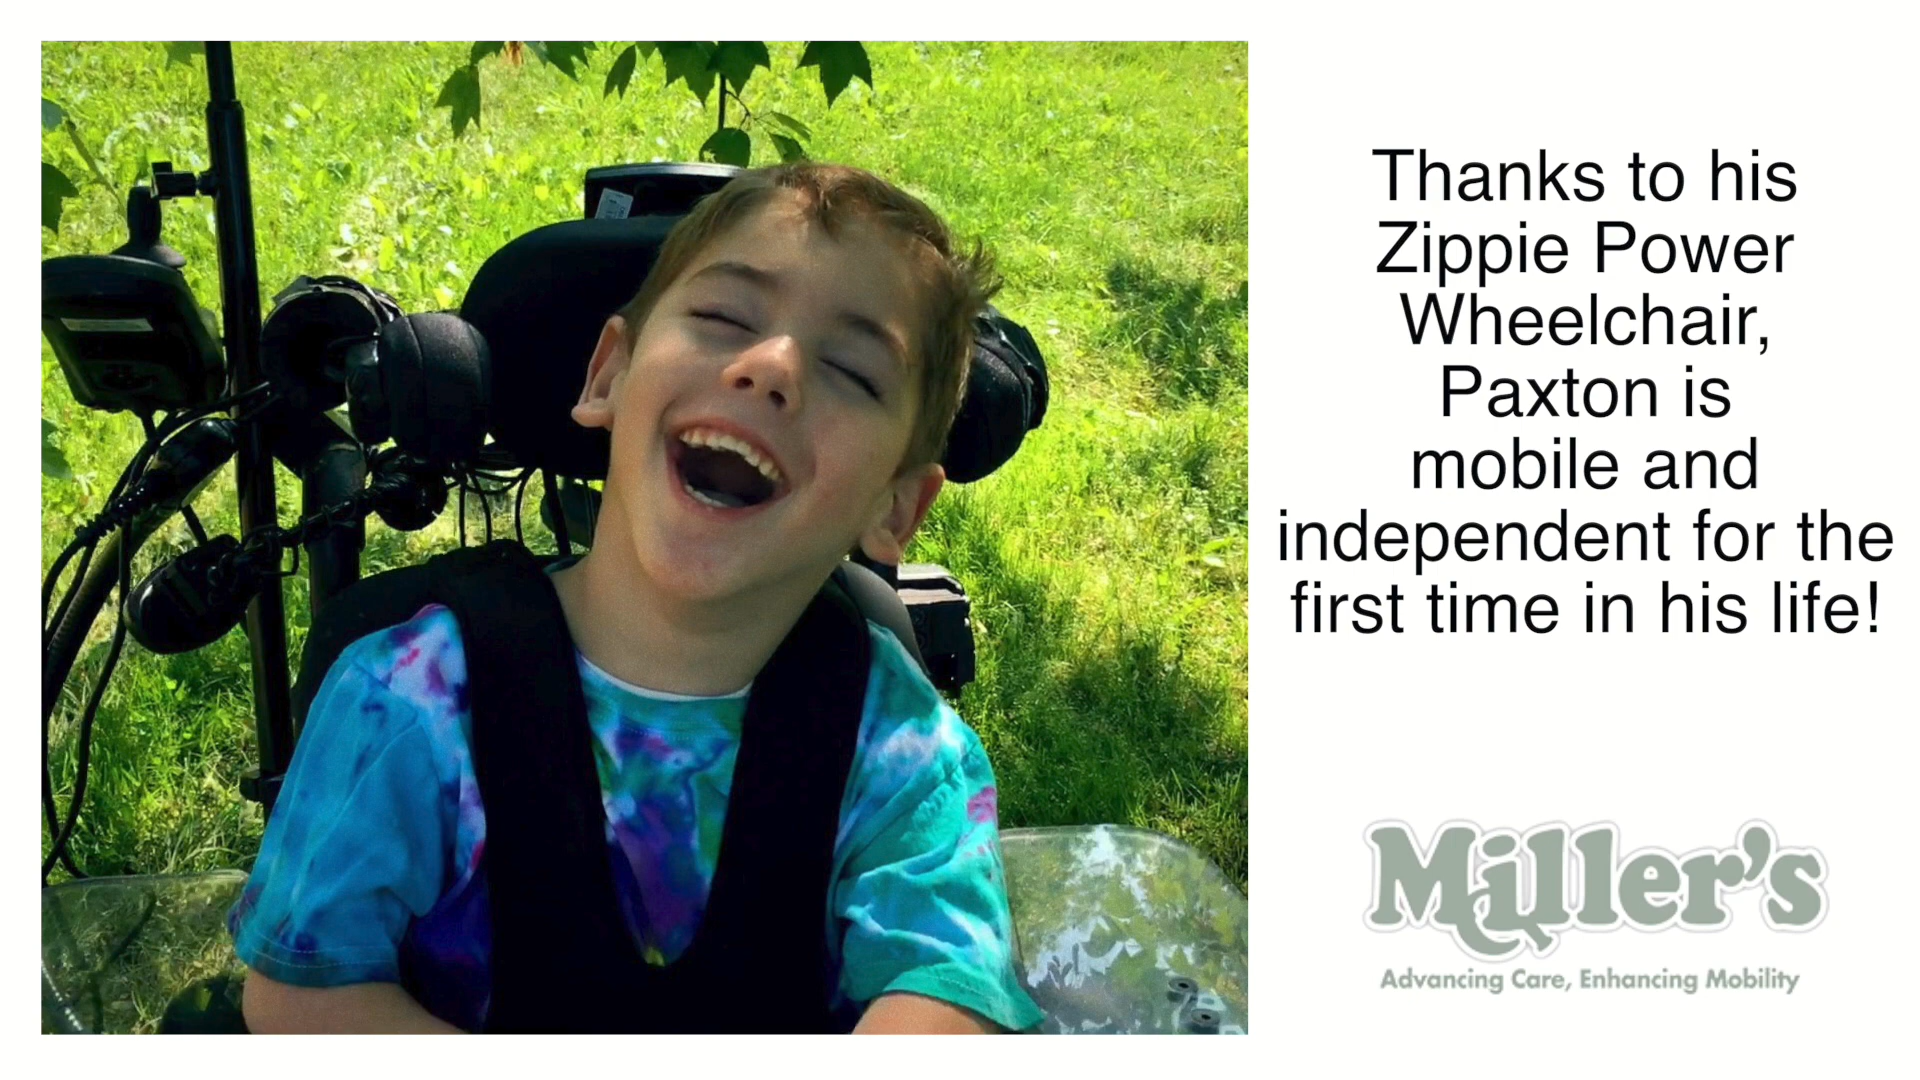 Thanks to his
Zippie Power
Wheelchair,
Paxton is
mobile and
independent for the
first time in his life!
Miller's
Advancing Care, Enhancing Mobility